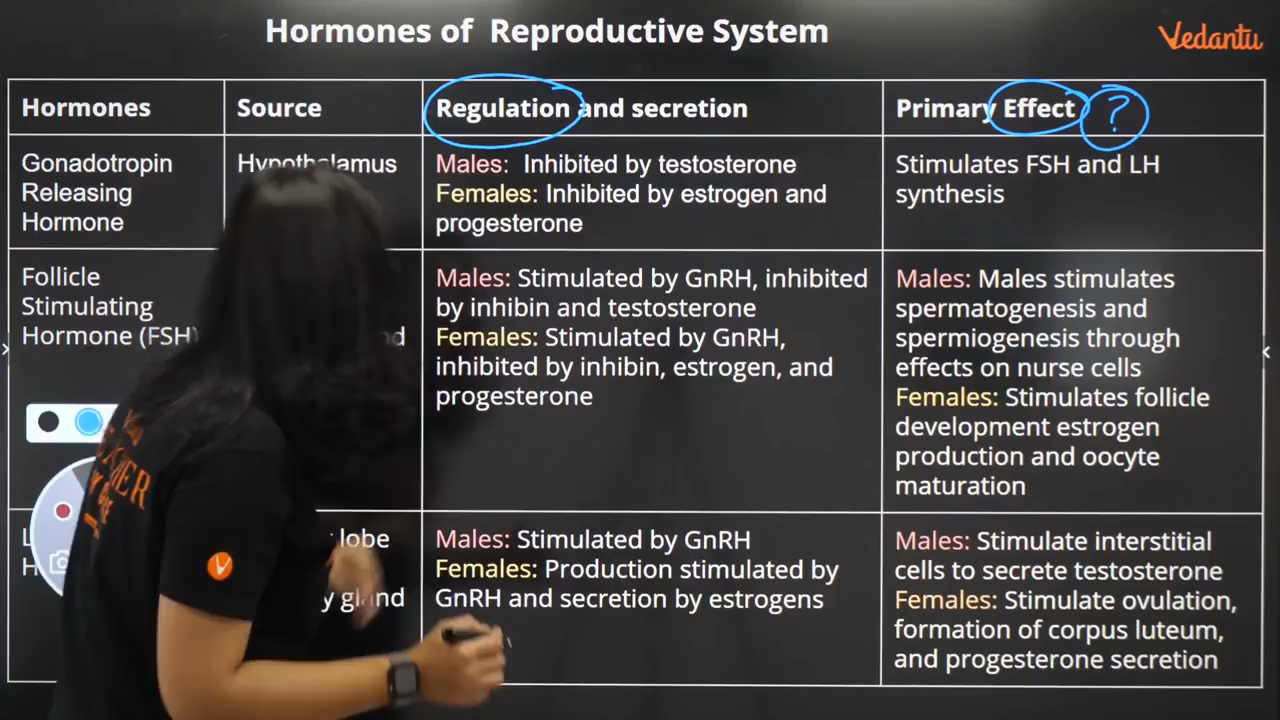 Hormones of Reproductive System
Vedantu
Hormones
Source
Regulation and secretion
Primary Effect ?
Gonadotropin
Releasing
Hormone
Hypothalamus
Males: Inhibited by testosterone
Females: Inhibited by estrogen and
progesterone
Stimulates FSH and LH
synthesis
Follicle
Stimulating
Hormone (FSH)
Males: Stimulated by GnRH, inhibited
by inhibin and testosterone
Females: Stimulated by GnRH,
inhibited by inhibin, estrogen, and
progesterone
Males: Males stimulates
spermatogenesis and
spermiogenesis through
effects on nurse cells
Females: Stimulates follicle
development estrogen
production and oocyte
maturation
lobe
gland
Males: Stimulated by GnRH
Females: Production stimulated by
GnRH and secretion by estrogens
Males: Stimulate interstitial
cells to secrete testosterone
Females: Stimulate ovulation,
formation of corpus luteum,
and progesterone secretion